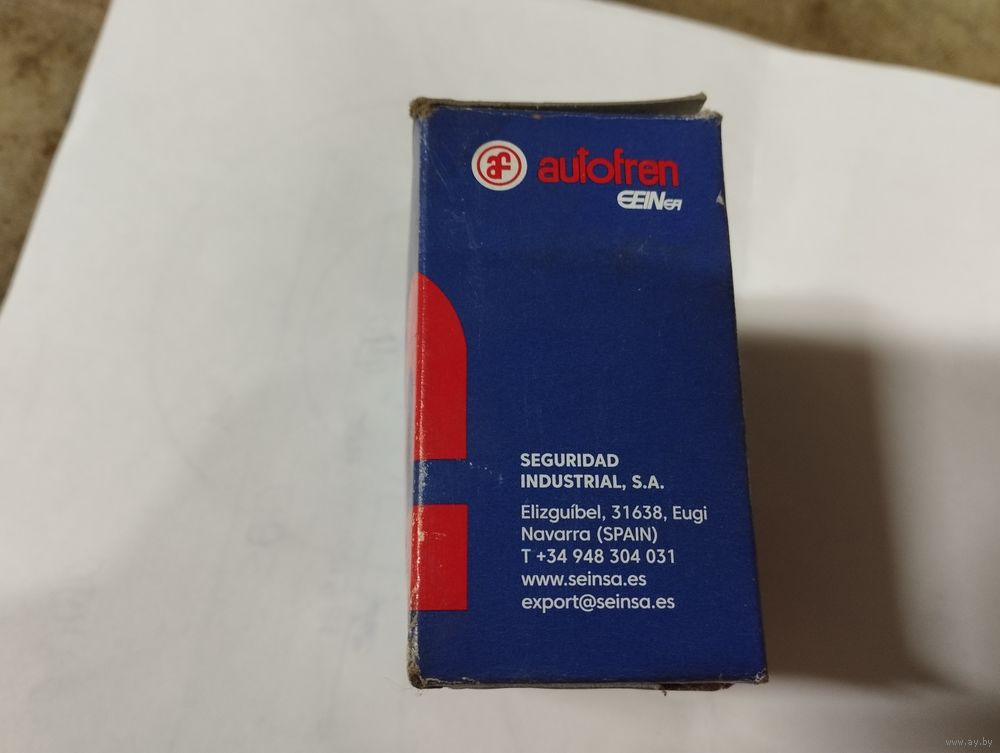 af autofren
SEINSA
SEGURIDAD
INDUSTRIAL, S.A.
Elizguíbel, 31638, Eugi
Navarra (SPAIN)
T +34 948 304 031
www.seinsa.es
export@seinsa.es
www.ay.by